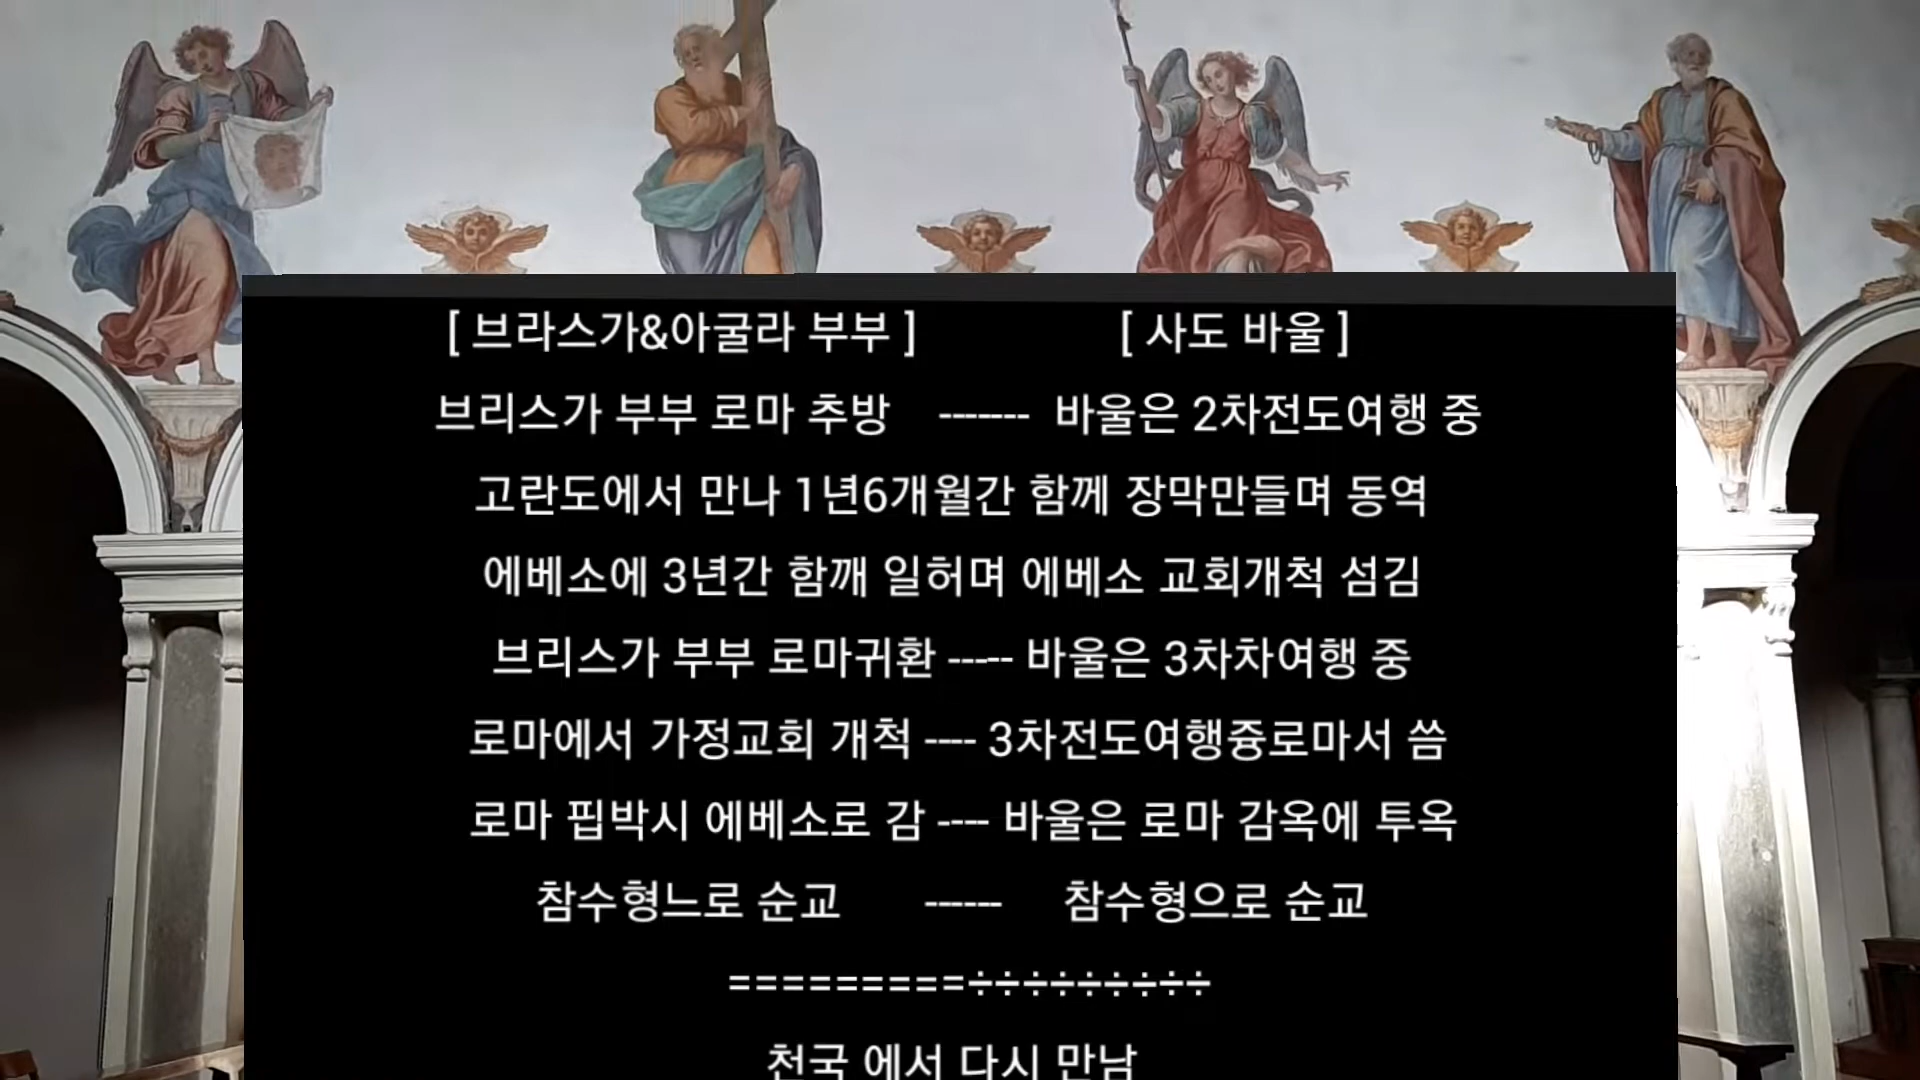 [ 브라스가&아굴라 부부 ] [ 사도 바울 ]
브리스가 부부 로마 추방 ------- 바울은 2차전도여행 중
고란도에서 만나 1년6개월간 함께 장막만들며 동역
에베소에 3년간 함깨 일허며 에베소 교회개척 섬김
브리스가 부부 로마귀환 ----- 바울은 3차차여행 중
로마에서 가정교회 개척 ---- 3차전도여행즁로마서 씀
로마 핍박시 에베소로 감 ---- 바울은 로마 감옥에 투옥
참수형느로 순교 ------ 참수형으로 순교
=========÷÷÷÷÷÷÷÷÷
천국 에서 다시 만남